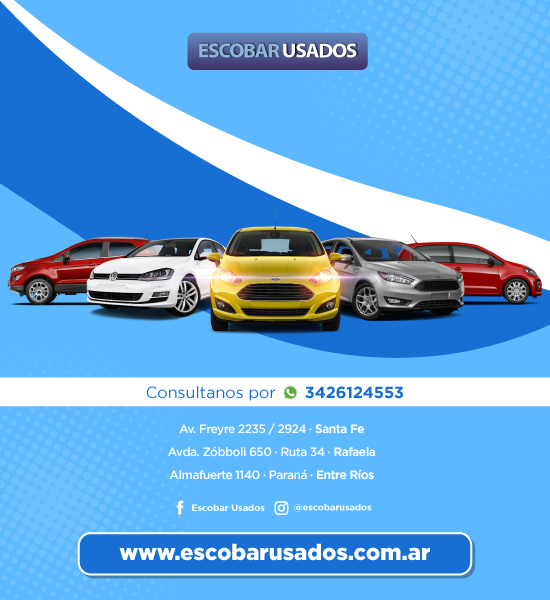 ESCOBAR USADOS
Consultanos por 3426124553
Av. Freyre 2235 / 2924 · Santa Fe
Avda. Zóbboli 650 · Ruta 34 · Rafaela
Almafuerte 1140 · Paraná · Entre Ríos
Escobar Usados @escobarusados
www.escobarusados.com.ar